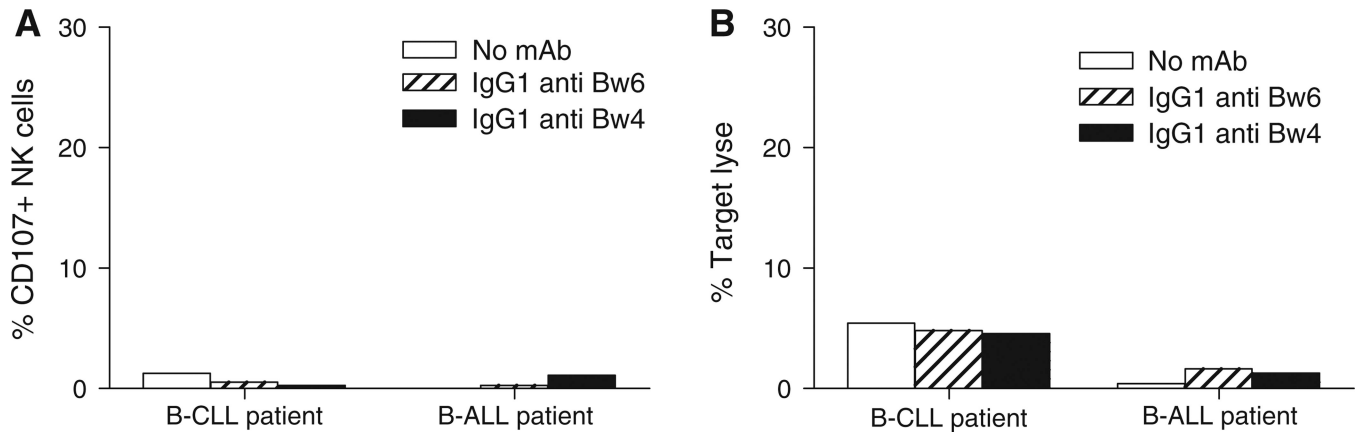 A
% CD107+ NK cells
30
20
10
0
No mAb
IgG1 anti Bw6
IgG1 anti Bw4
B-CLL patient
B-ALL patient
B
% Target lyse
30
20
10
0
No mAb
IgG1 anti Bw6
IgG1 anti Bw4
B-CLL patient
B-ALL patient